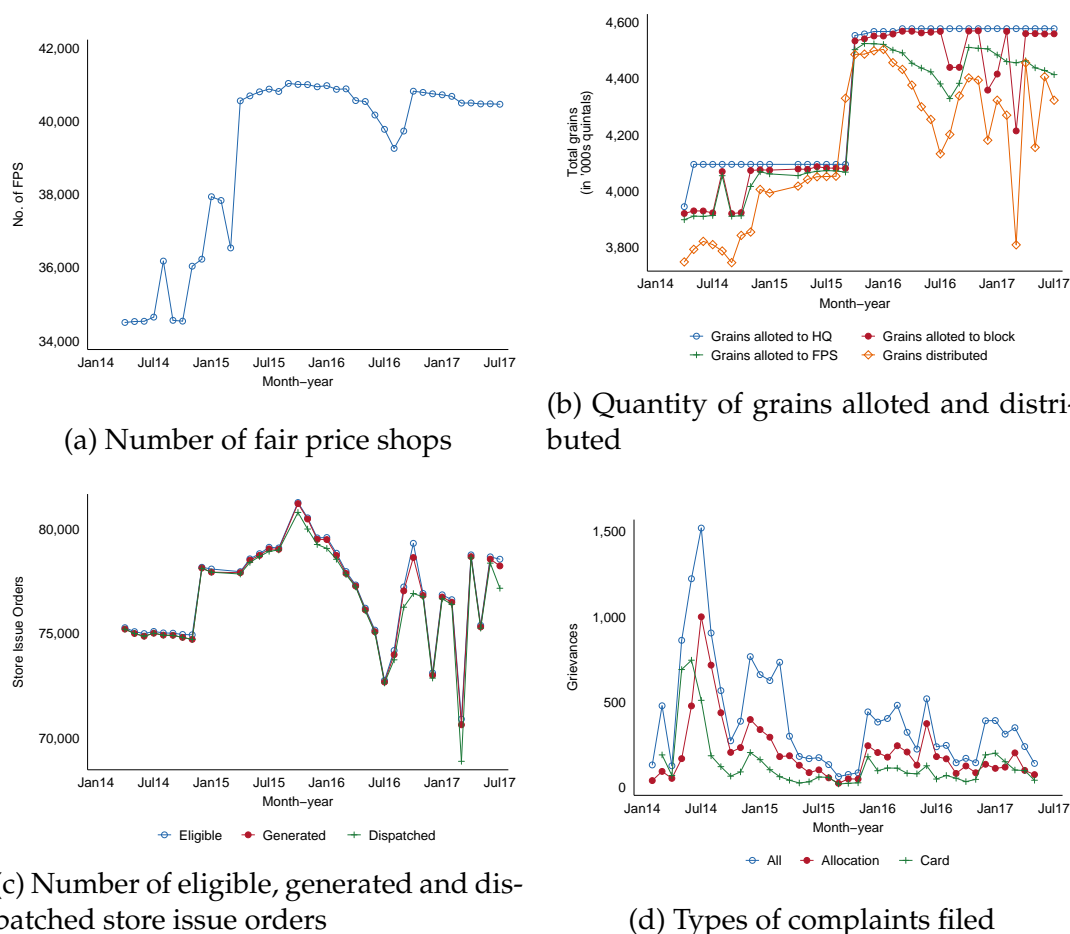 42,000
40,000
38,000
36,000
34,000
No. of FPS
Jan14 Jul14 Jan15 Jul15 Jan16 Jul16 Jan17 Jul17
Month-year
(a) Number of fair price shops
4,600
4,400
4,200
4,000
3,800
Total grains
(in '000s quintals)
Jan14 Jul14 Jan15 Jul15 Jan16 Jul16 Jan17 Jul17
Month-year
Grains alloted to HQ Grains alloted to block
Grains alloted to FPS Grains distributed
(b) Quantity of grains alloted and distri-
buted
80,000
75,000
70,000
Store Issue Orders
Jan14 Jul14 Jan15 Jul15 Jan16 Jul16 Jan17 Jul17
Month-year
Eligible Generated Dispatched
(c) Number of eligible, generated and dis-
patched store issue orders
1,500
1,000
500
0
Grievances
Jan14 Jul14 Jan15 Jul15 Jan16 Jul16 Jan17 Jul17
Month-year
All Allocation Card
(d) Types of complaints filed